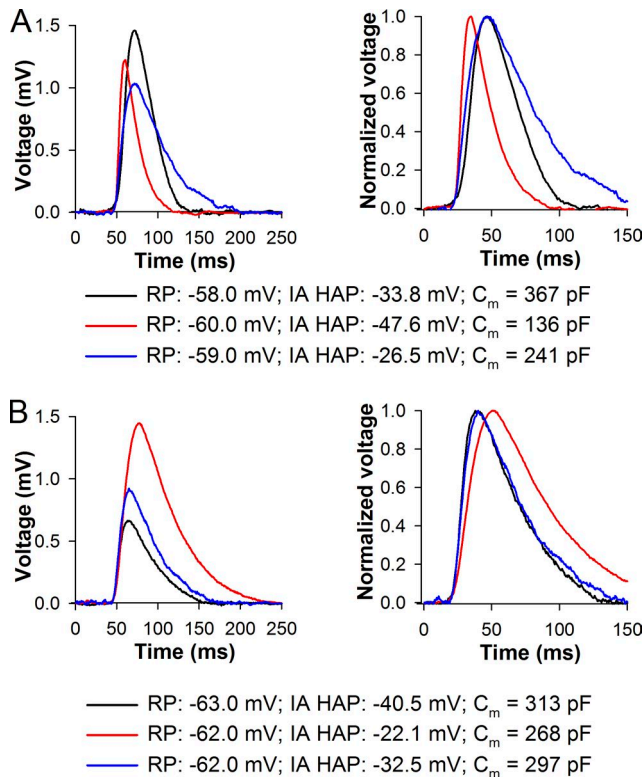 A
Voltage (mV)
1.5
1.0
0.5
0.0
0 50 100 150 200 250
Time (ms)
Normalized voltage
1.0
0.8
0.6
0.4
0.2
0.0
0 50 100 150
Time (ms)
RP: -58.0 mV; IA HAP: -33.8 mV; Cm = 367 pF
RP: -60.0 mV; IA HAP: -47.6 mV; Cm = 136 pF
RP: -59.0 mV; IA HAP: -26.5 mV; Cm = 241 pF
B
Voltage (mV)
1.5
1.0
0.5
0.0
0 50 100 150 200 250
Time (ms)
Normalized voltage
1.0
0.8
0.6
0.4
0.2
0.0
0 50 100 150
Time (ms)
RP: -63.0 mV; IA HAP: -40.5 mV; Cm = 313 pF
RP: -62.0 mV; IA HAP: -22.1 mV; Cm = 268 pF
RP: -62.0 mV; IA HAP: -32.5 mV; Cm = 297 pF